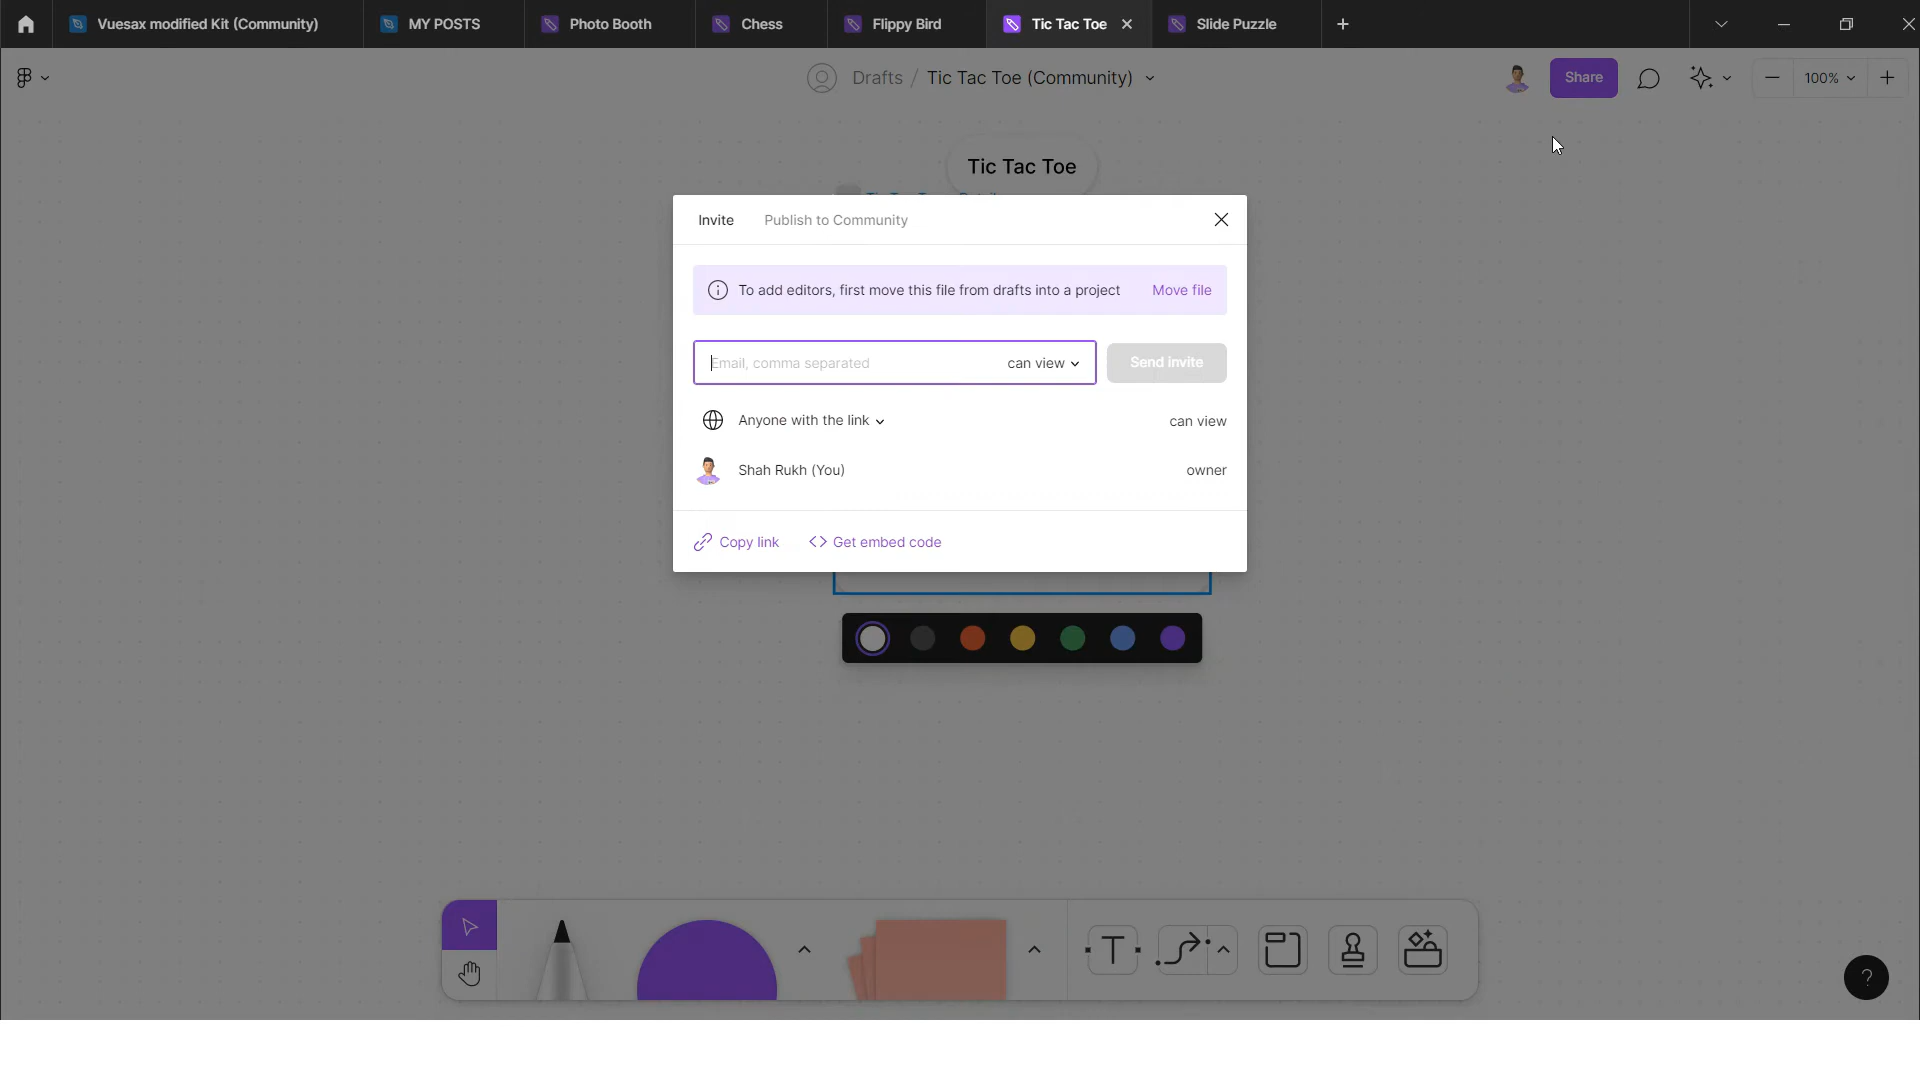 Vuesax modified Kit (Community) MY POSTS Photo Booth Chess Flippy Bird Tic Tac Toe Slide Puzzle
Drafts / Tic Tac Toe (Community) Share 100%
Tic Tac Toe
Invite Publish to Community
To add editors, first move this file from drafts into a project Move file
Email, comma separated can view Send invite
Anyone with the link can view
Shah Rukh (You) owner
Copy link <> Get embed code
T
?